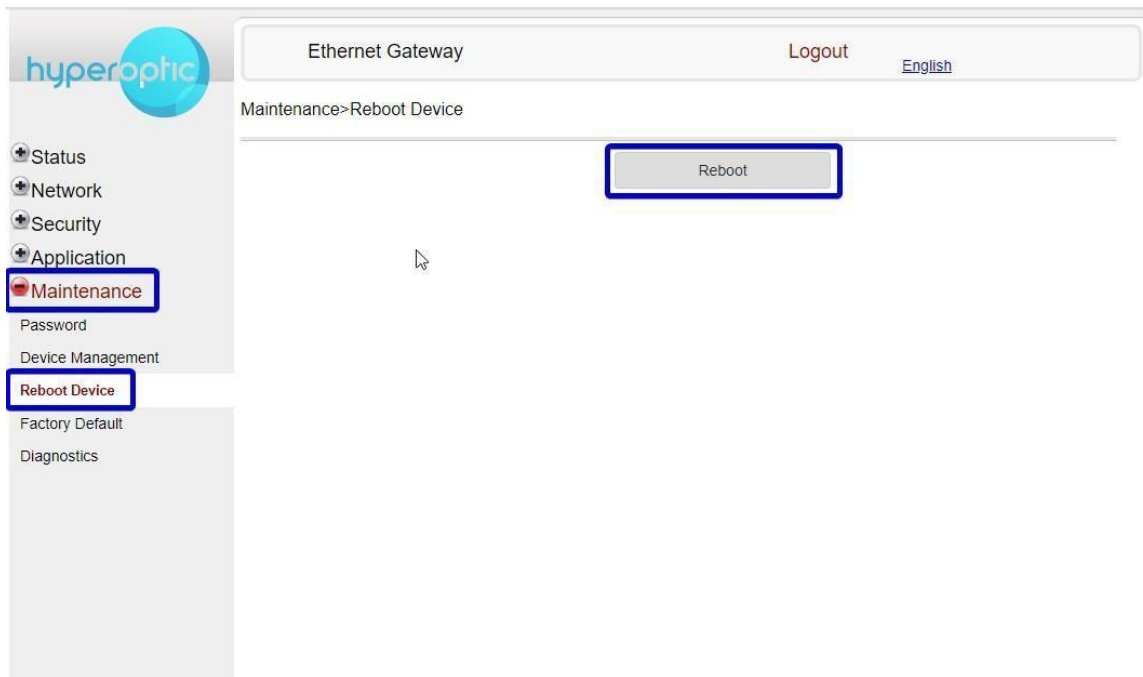 hyperoptic
Ethernet Gateway
Logout
English
Maintenance>Reboot Device
Status
Network
Security
Application
Maintenance
Password
Device Management
Reboot Device
Factory Default
Diagnostics
Reboot